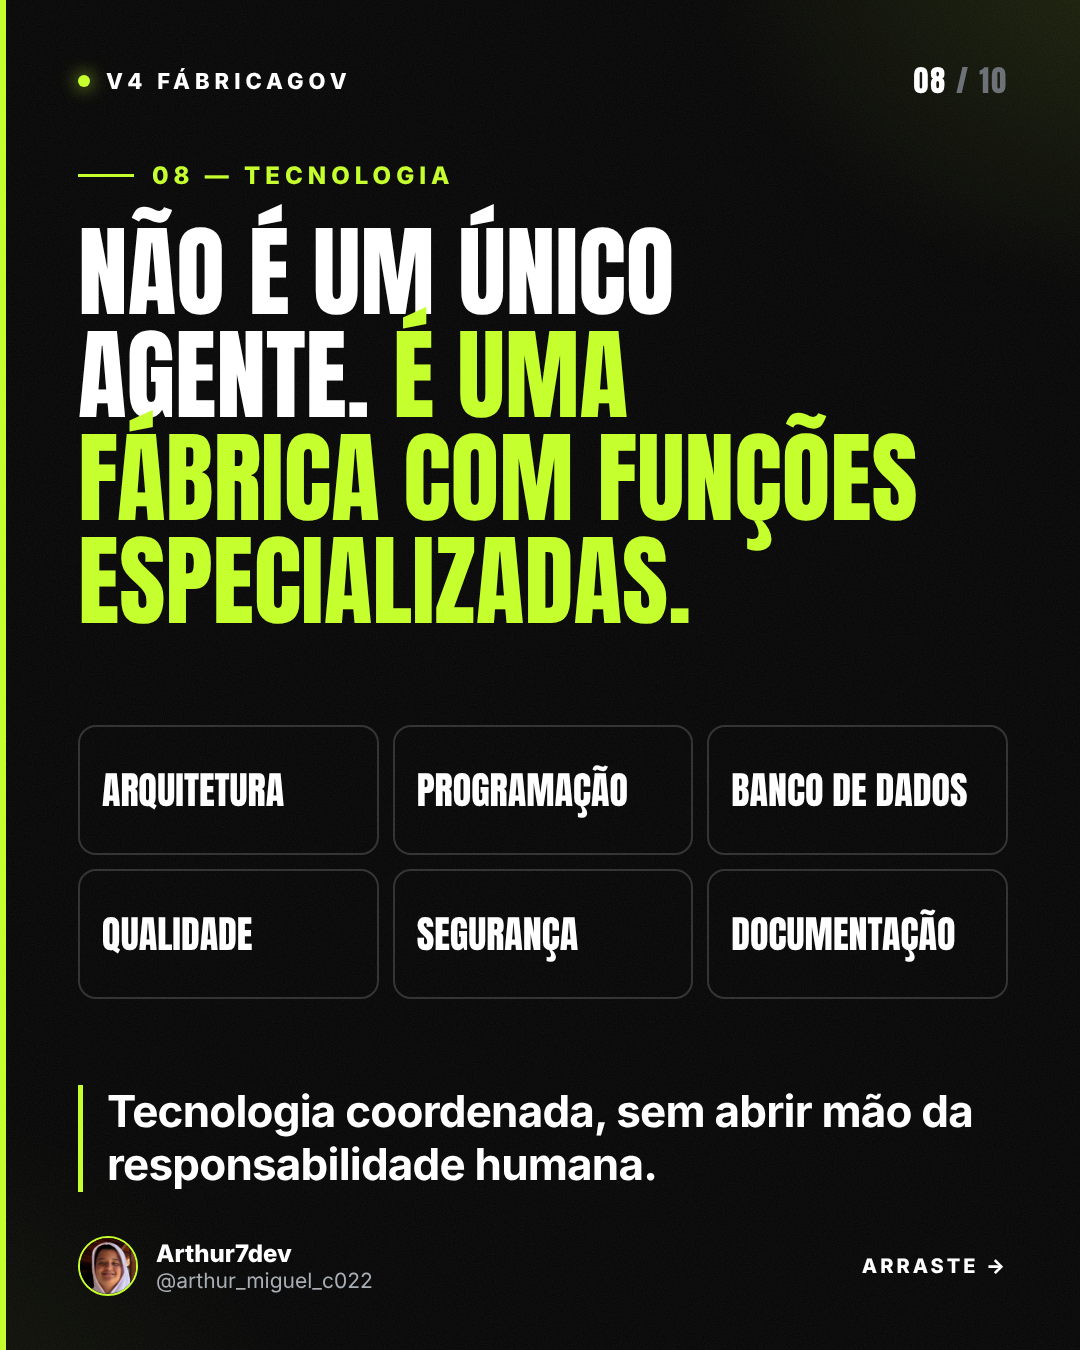 V4 FÁBRICAGOV
08 / 10
08 — TECNOLOGIA
NÃO É UM ÚNICO
AGENTE. É UMA
FÁBRICA COM FUNÇÕES
ESPECIALIZADAS.
ARQUITETURA
PROGRAMAÇÃO
BANCO DE DADOS
QUALIDADE
SEGURANÇA
DOCUMENTAÇÃO
Tecnologia coordenada, sem abrir mão da
responsabilidade humana.
Arthur7dev
@arthur_miguel_c022
ARRASTE →